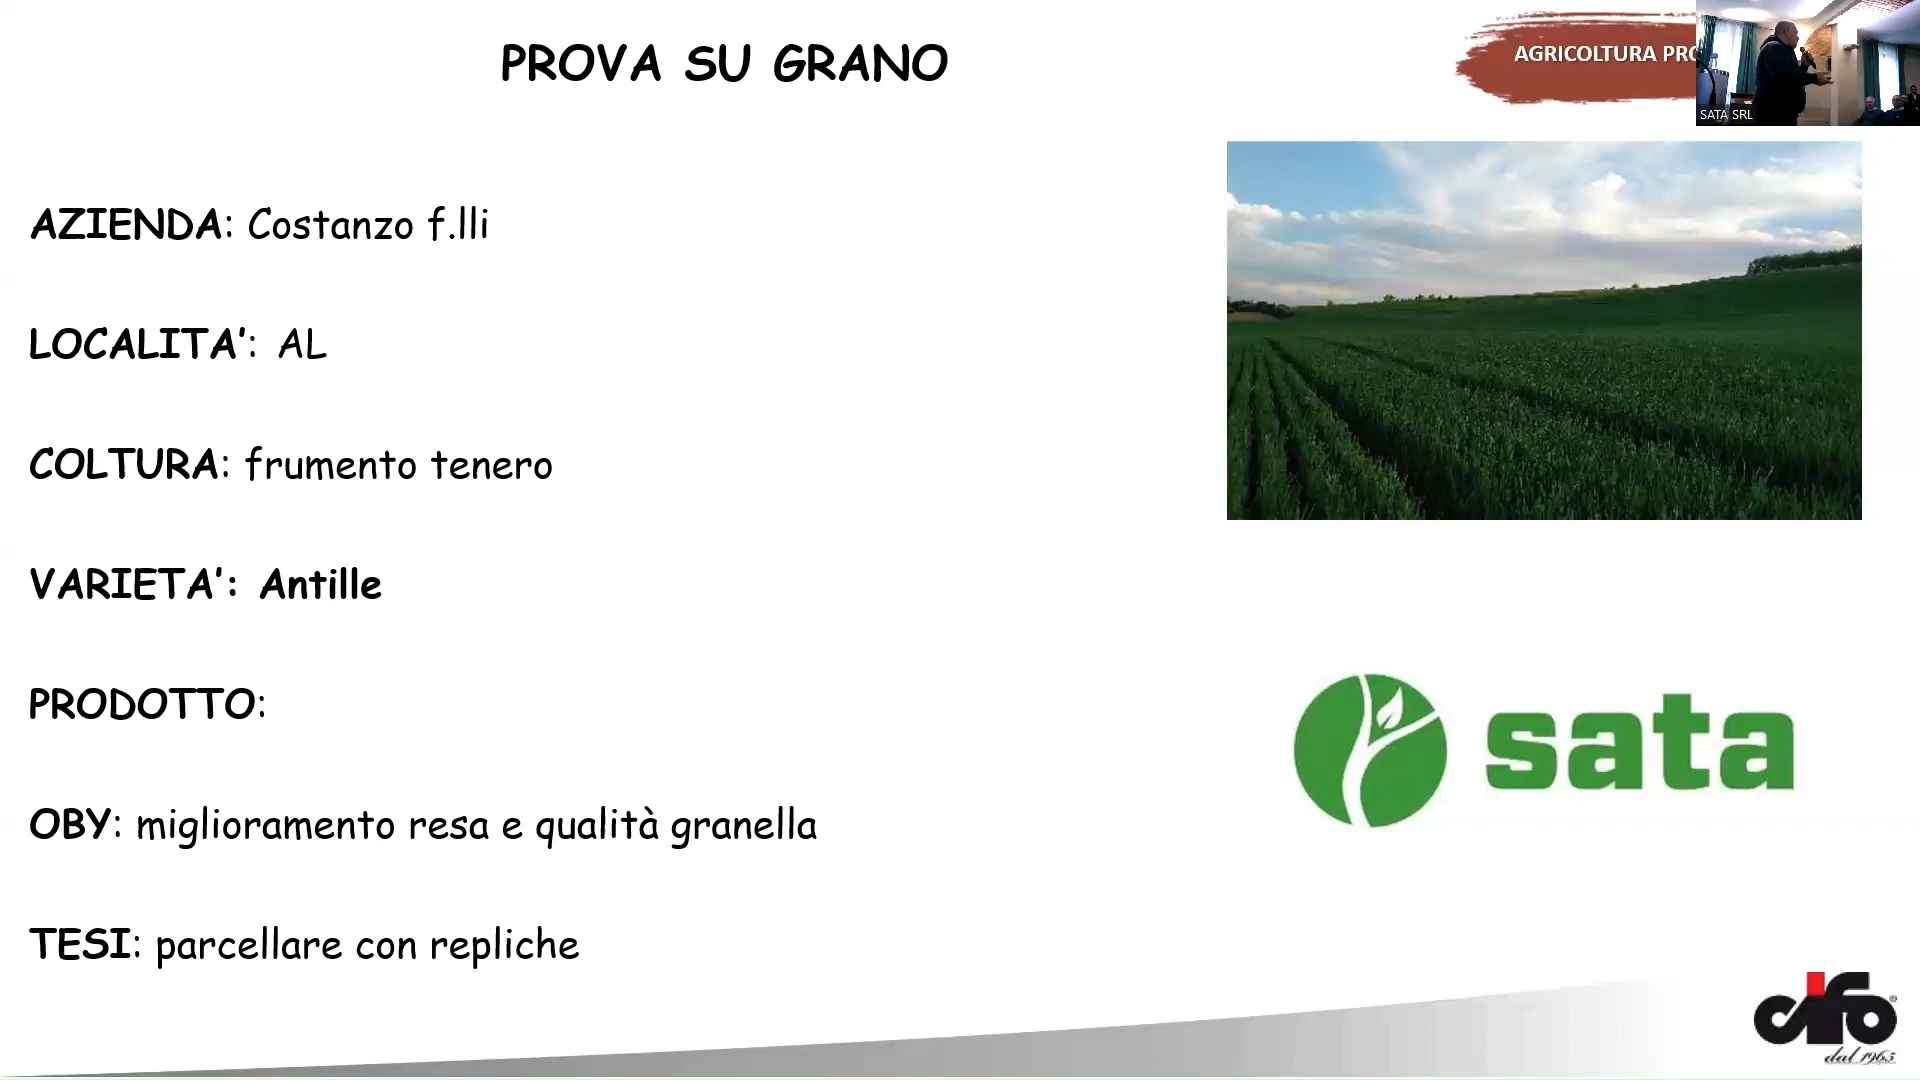 PROVA SU GRANO
AGRICOLTURA
SATA SRL
AZIENDA: Costanzo f.lli
LOCALITA’: AL
COLTURA: frumento tenero
VARIETA’: Antille
PRODOTTO:
OBY: miglioramento resa e qualità granella
TESI: parcellare con repliche
sata
cifo®
dal 1965